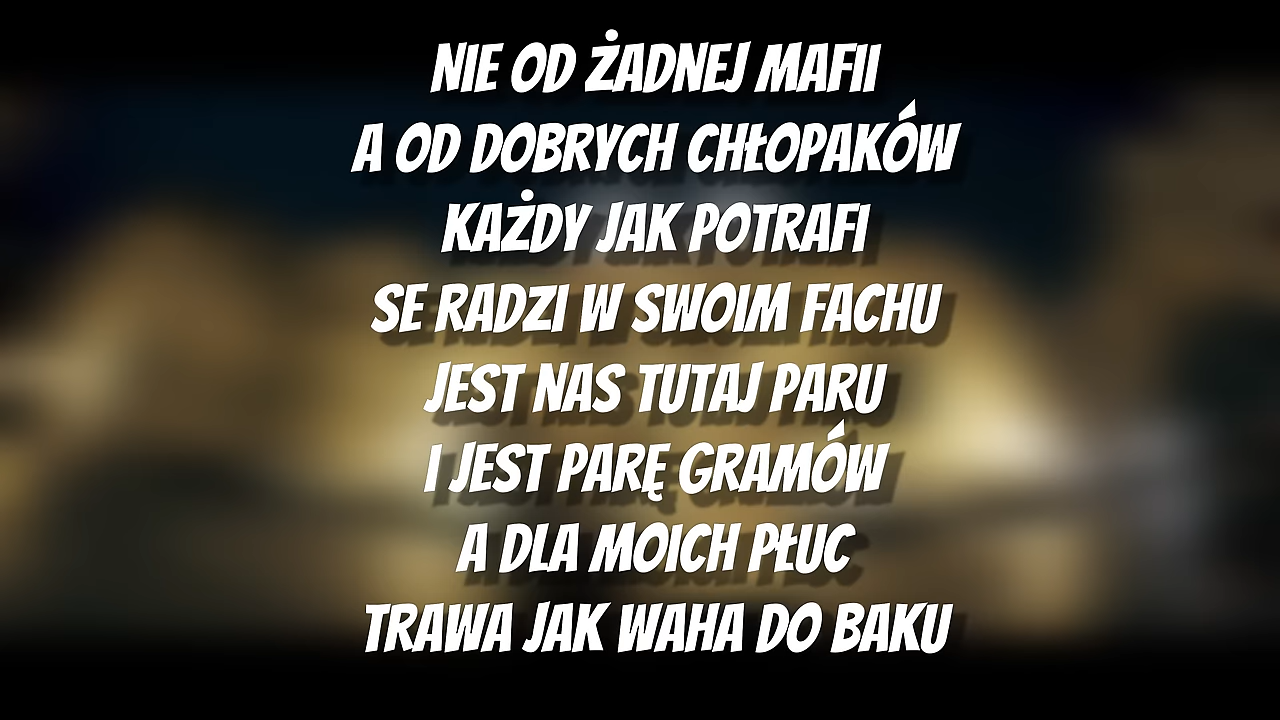 NIE OD ŻADNEJ MAFII
A OD DOBRYCH CHŁOPAKÓW
KAŻDY JAK POTRAFI
SE RADZI W SWOIM FACHU
JEST NAS TUTAJ PARU
I JEST PARĘ GRAMÓW
A DLA MOICH PŁUC
TRAWA JAK WAHA DO BAKU